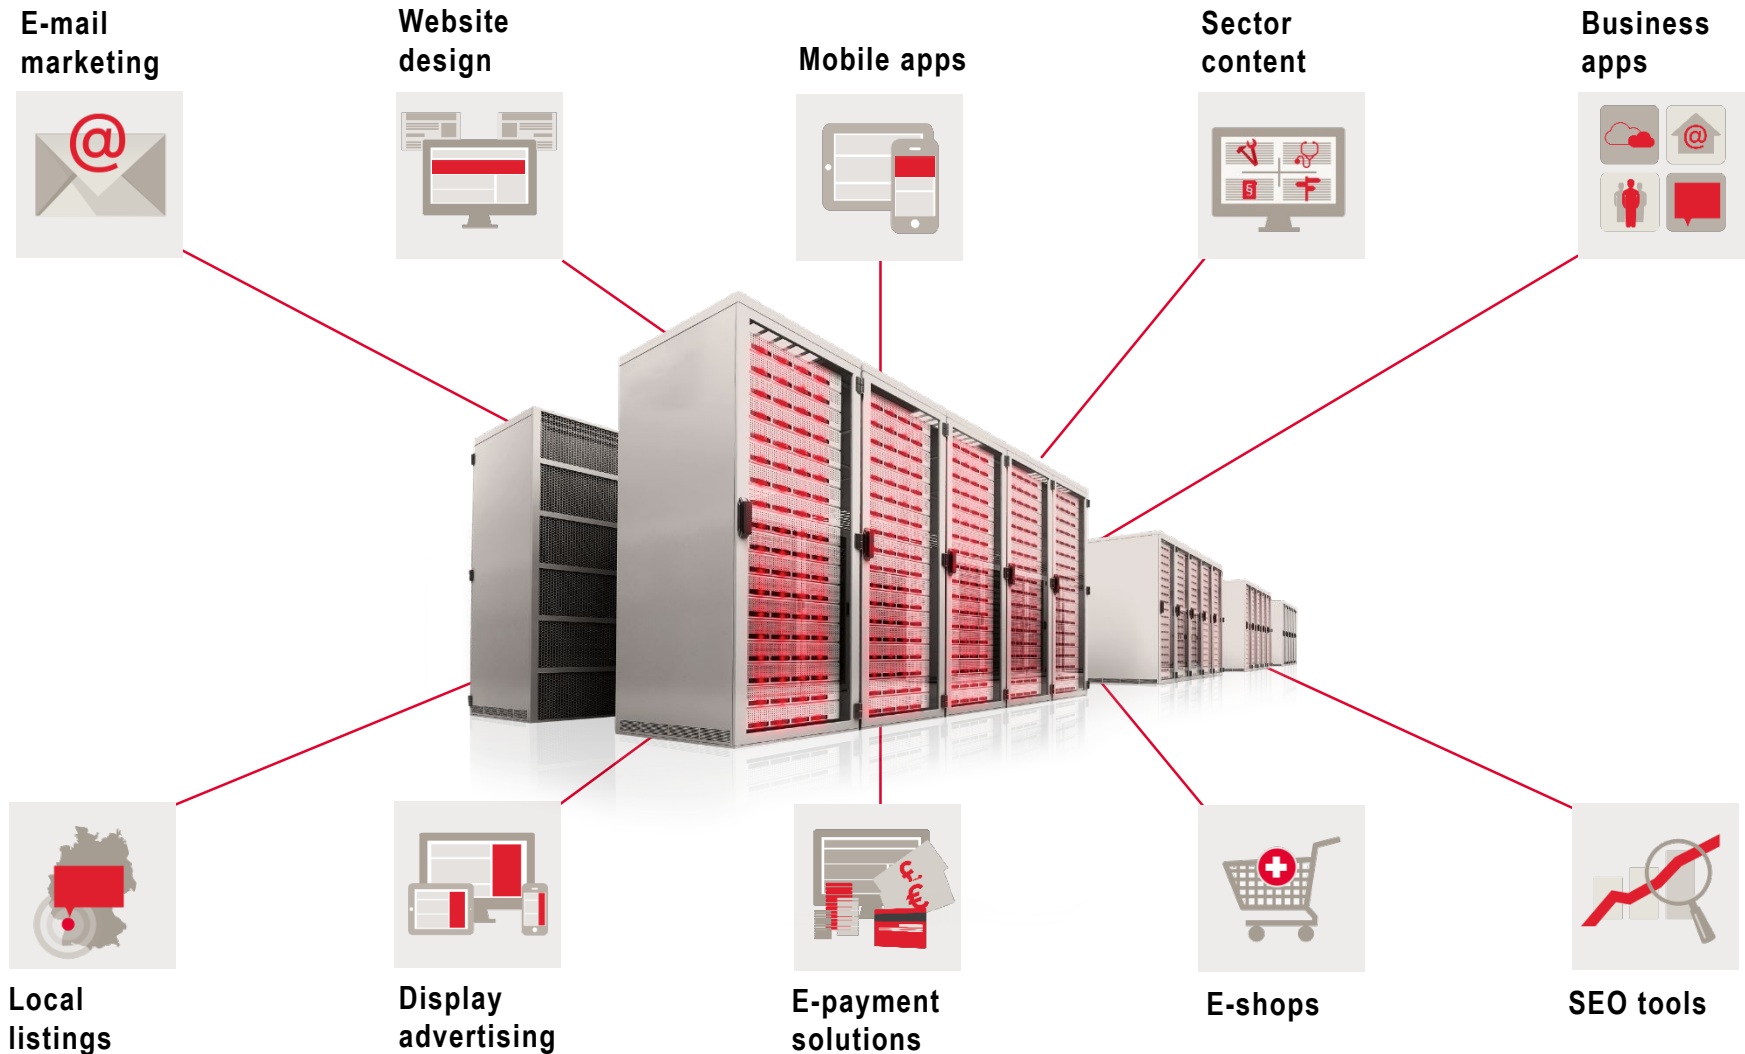 E-mail
marketing
Website
design
Mobile apps
Sector
content
Business
apps
@
@
§
£
€
Local
listings
Display
advertising
E-payment
solutions
E-shops
SEO tools